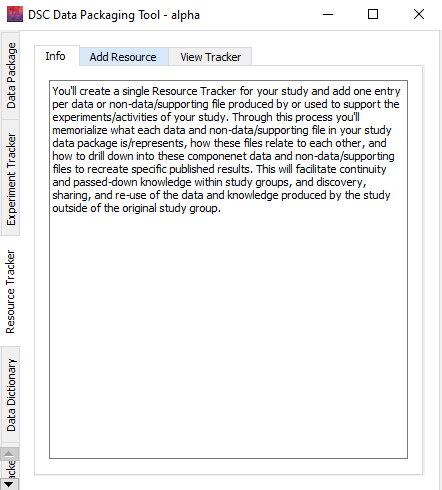 DSC Data Packaging Tool - alpha
Info
Add Resource
View Tracker
Data Package
Experiment Tracker
Resource Tracker
Data Dictionary
You'll create a single Resource Tracker for your study and add one entry
per data or non-data/supporting file produced by or used to support the
experiments/activities of your study. Through this process you'll
memorialize what each data and non-data/supporting file in your study
data package is/represents, how these files relate to each other, and
how to drill down into these componenet data and non-data/supporting
files to recreate specific published results. This will facilitate continuity
and passed-down knowledge within study groups, and discovery,
sharing, and re-use of the data and knowledge produced by the study
outside of the original study group.